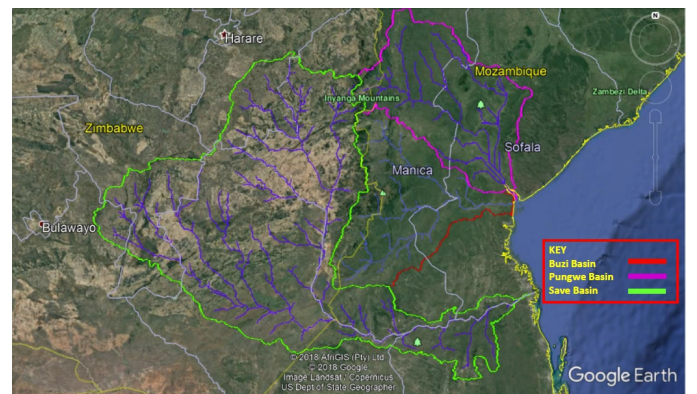 N
Harare
Mozambique
Inyanga Mountains
Zambezi Delta
Zimbabwe
Sofala
Manica
Bulawayo
KEY
Buzi Basin
Pungwe Basin
Save Basin
© 2018 AfriGIS (Pty) Ltd
© 2018 Google
Image Landsat / Copernicus
US Dept of State Geographer
Google Earth